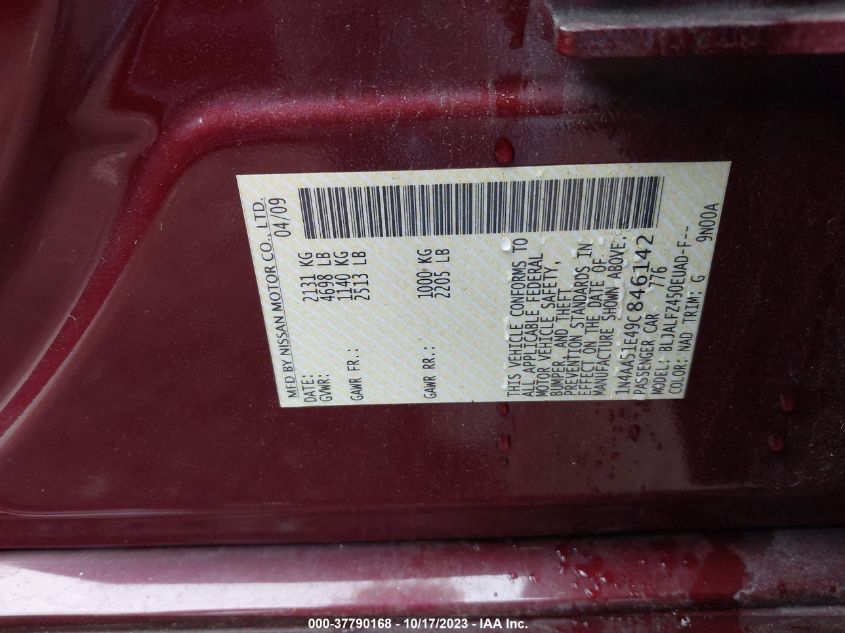 MFD BY NISSAN MOTOR CO., LTD.
DATE: 04/09
GVWR: 2131 KG
4698 LB
GAWR FR.: 1140 KG
2513 LB
GAWR RR.: 1000 KG
2205 LB
THIS VEHICLE CONFORMS TO
ALL APPLICABLE FEDERAL
MOTOR VEHICLE SAFETY,
BUMPER, AND THEFT
PREVENTION STANDARDS IN
EFFECT ON THE DATE OF
MANUFACTURE SHOWN ABOVE.
1N4AA51E49C846142
PASSENGER CAR 776
MODEL: BLJALFZ450EUAD-F--
COLOR: NAD TRIM: G 9N00A
000-37790168 - 10/17/2023 - IAA Inc.